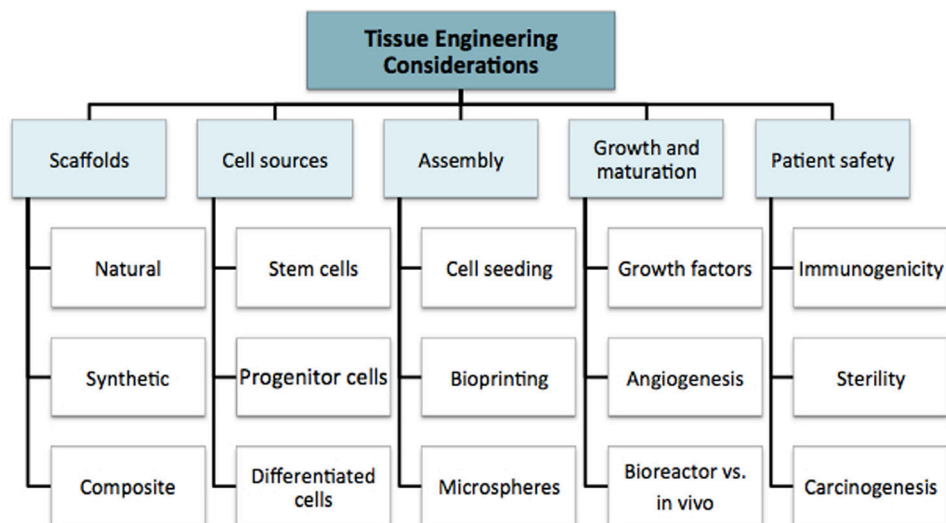 Tissue Engineering
Considerations
Scaffolds
Cell sources
Assembly
Growth and
maturation
Patient safety
Natural
Stem cells
Cell seeding
Growth factors
Immunogenicity
Synthetic
Progenitor cells
Bioprinting
Angiogenesis
Sterility
Composite
Differentiated
cells
Microspheres
Bioreactor vs.
in vivo
Carcinogenesis